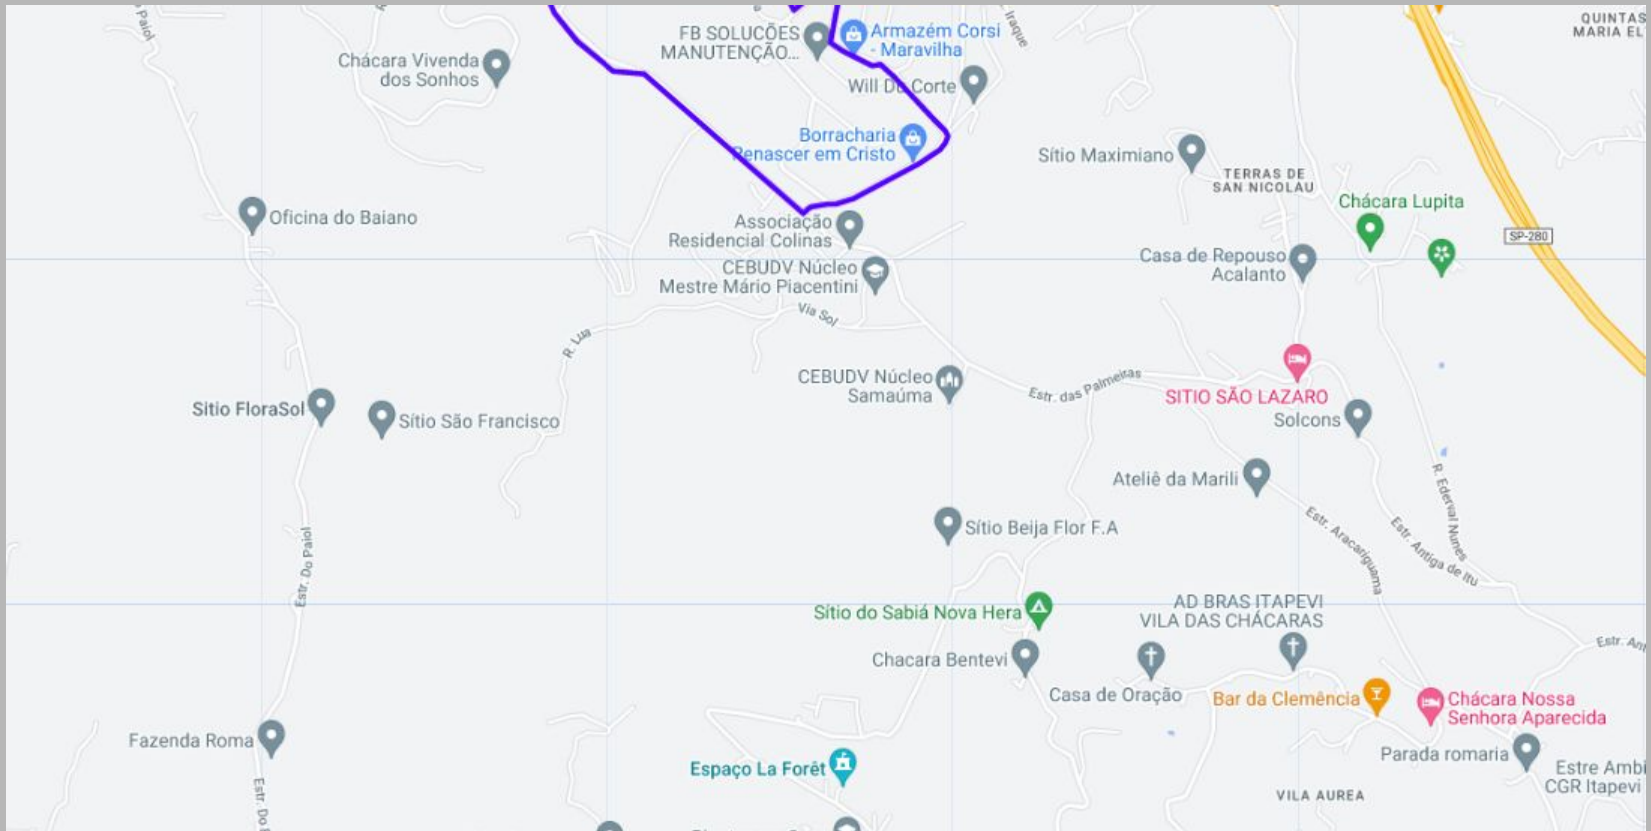 o Paiol
Iraque
QUINTAS
MARIA EL
FB SOLUCÕES
MANUTENÇÃO...
Armazém Corsi
- Maravilha
Chácara Vivenda
dos Sonhos
Will Do Corte
Borracharia
Renascer em Cristo
Sítio Maximiano
TERRAS DE
SAN NICOLAU
Chácara Lupita
Oficina do Baiano
Associação
Residencial Colinas
SP-280
Casa de Repouso
Acalanto
CEBUDV Núcleo
Mestre Mário Piacentini
Via Sol
R. Lua
CEBUDV Núcleo
Samaúma
Estr. das Palmeiras
SITIO SÃO LAZARO
Solcons
Sitio FloraSol
Sítio São Francisco
Ateliê da Marili
R. Ederval Nunes
Estr. Aracariguama
Estr. Antiga de Itu
Sítio Beija Flor F.A
Estr. Do Paiol
Sítio do Sabiá Nova Hera
AD BRAS ITAPEVI
VILA DAS CHÁCARAS
Estr. Ant
Chacara Bentevi
Casa de Oração
Bar da Clemência
Chácara Nossa
Senhora Aparecida
Fazenda Roma
Parada romaria
Espaço La Forêt
Estre Ambi
CGR Itapevi
VILA AUREA
Estr. Do